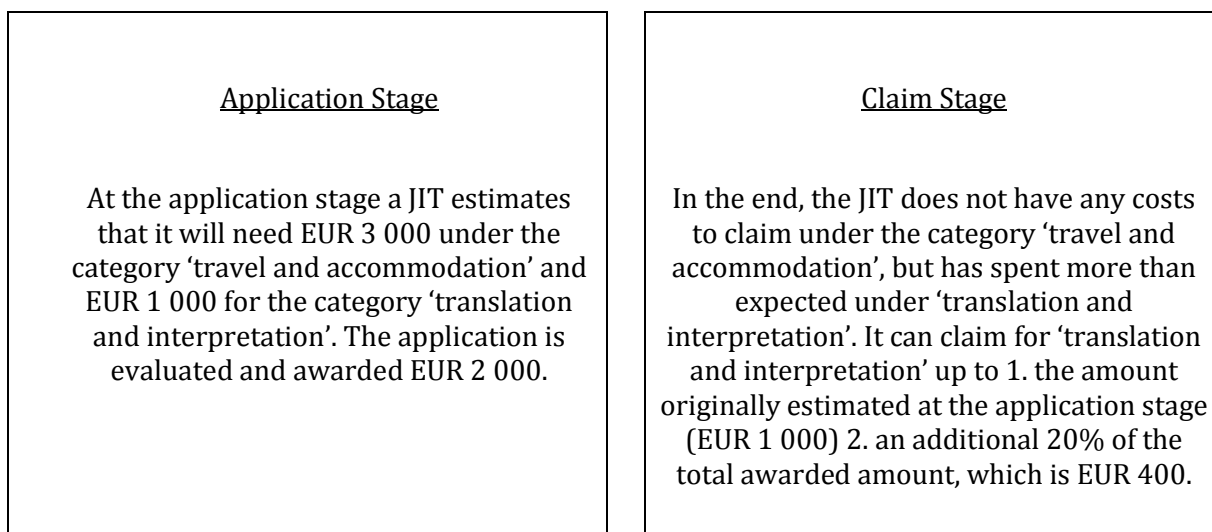 Application Stage
At the application stage a JIT estimates
that it will need EUR 3 000 under the
category ‘travel and accommodation’ and
EUR 1 000 for the category ‘translation
and interpretation’. The application is
evaluated and awarded EUR 2 000.
Claim Stage
In the end, the JIT does not have any costs
to claim under the category ‘travel and
accommodation’, but has spent more than
expected under ‘translation and
interpretation’. It can claim for ‘translation
and interpretation’ up to 1. the amount
originally estimated at the application stage
(EUR 1 000) 2. an additional 20% of the
total awarded amount, which is EUR 400.